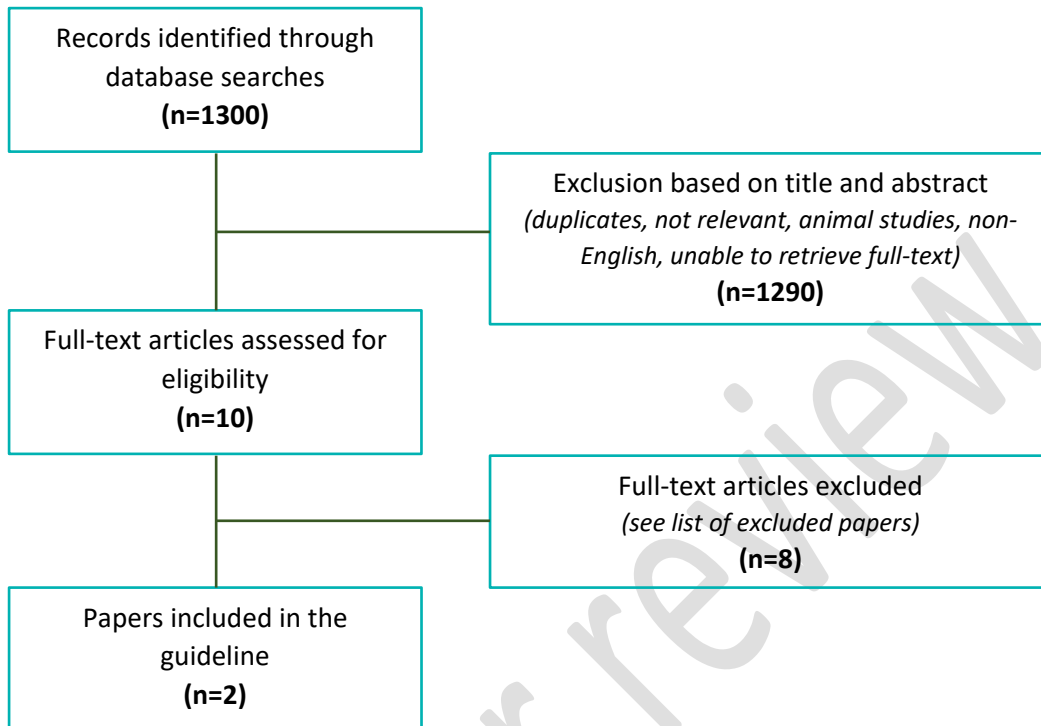 Records identified through
database searches
(n=1300)
Exclusion based on title and abstract
(duplicates, not relevant, animal studies, non-
English, unable to retrieve full-text)
(n=1290)
Full-text articles assessed for
eligibility
(n=10)
Full-text articles excluded
(see list of excluded papers)
(n=8)
Papers included in the
guideline
(n=2)
r review